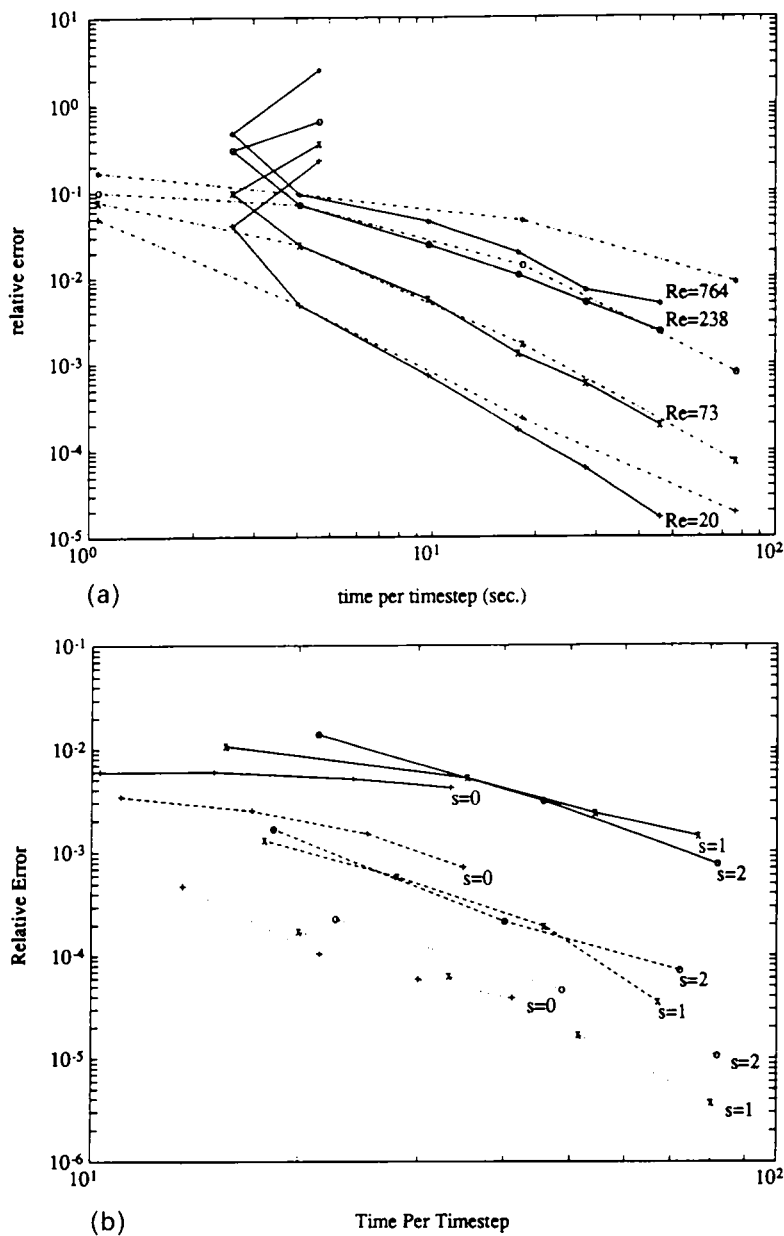 10^1
10^0
10^-1
10^-2
10^-3
10^-4
10^-5
relative error
Re=764
Re=238
Re=73
Re=20
10^0
10^1
10^2
(a)
time per timestep (sec.)
10^-1
10^-2
10^-3
10^-4
10^-5
10^-6
Relative Error
s=0
s=1
s=2
s=0
s=2
s=1
s=0
s=2
s=1
10^1
10^2
(b)
Time Per Timestep